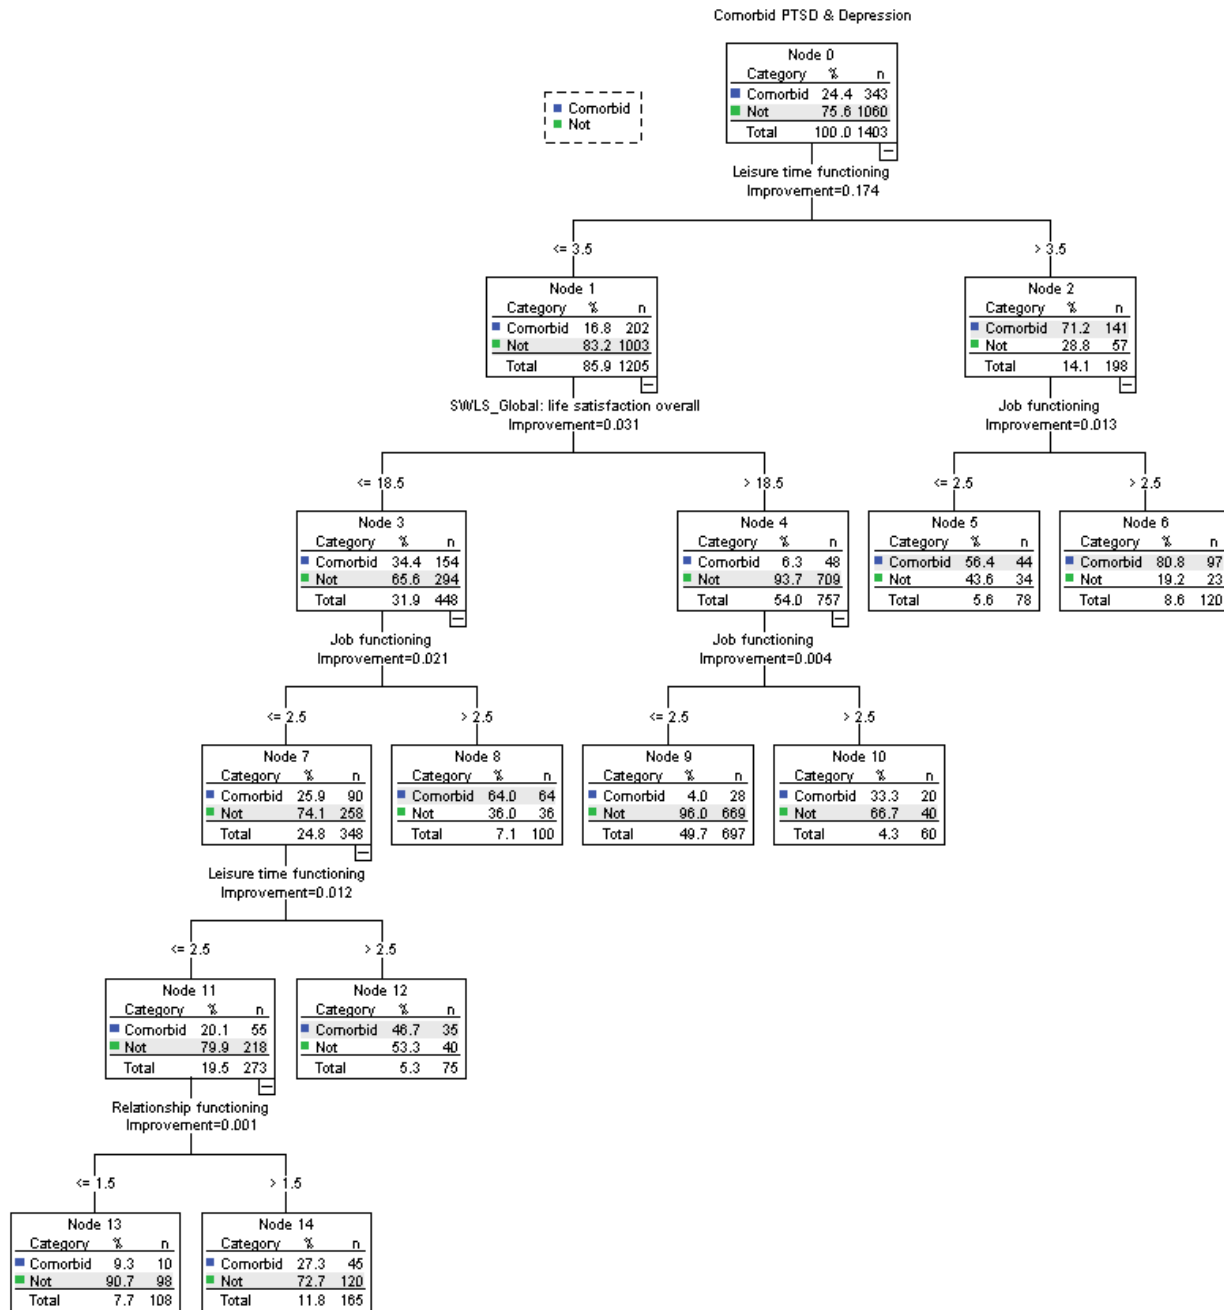 Comorbid PTSD & Depression
Comorbid
Not
Node 0
Category % n
Comorbid 24.4 343
Not 75.6 1060
Total 100.0 1403
Leisure time functioning
Improvement=0.174
<= 3.5
> 3.5
Node 1
Category % n
Comorbid 16.8 202
Not 83.2 1003
Total 85.9 1205
Node 2
Category % n
Comorbid 71.2 141
Not 28.8 57
Total 14.1 198
SWLS_Global: life satisfaction overall
Improvement=0.031
Job functioning
Improvement=0.013
<= 18.5
> 18.5
<= 2.5
> 2.5
Node 3
Category % n
Comorbid 34.4 154
Not 65.6 294
Total 31.9 448
Node 4
Category % n
Comorbid 6.3 48
Not 93.7 709
Total 54.0 757
Node 5
Category % n
Comorbid 56.4 44
Not 43.6 34
Total 5.6 78
Node 6
Category % n
Comorbid 80.8 97
Not 19.2 23
Total 8.6 120
Job functioning
Improvement=0.021
Job functioning
Improvement=0.004
<= 2.5
> 2.5
<= 2.5
> 2.5
Node 7
Category % n
Comorbid 25.9 90
Not 74.1 258
Total 24.8 348
Node 8
Category % n
Comorbid 64.0 64
Not 36.0 36
Total 7.1 100
Node 9
Category % n
Comorbid 4.0 28
Not 96.0 669
Total 49.7 697
Node 10
Category % n
Comorbid 33.3 20
Not 66.7 40
Total 4.3 60
Leisure time functioning
Improvement=0.012
<= 2.5
> 2.5
Node 11
Category % n
Comorbid 20.1 55
Not 79.9 218
Total 19.5 273
Node 12
Category % n
Comorbid 46.7 35
Not 53.3 40
Total 5.3 75
Relationship functioning
Improvement=0.001
<= 1.5
> 1.5
Node 13
Category % n
Comorbid 9.3 10
Not 90.7 98
Total 7.7 108
Node 14
Category % n
Comorbid 27.3 45
Not 72.7 120
Total 11.8 165